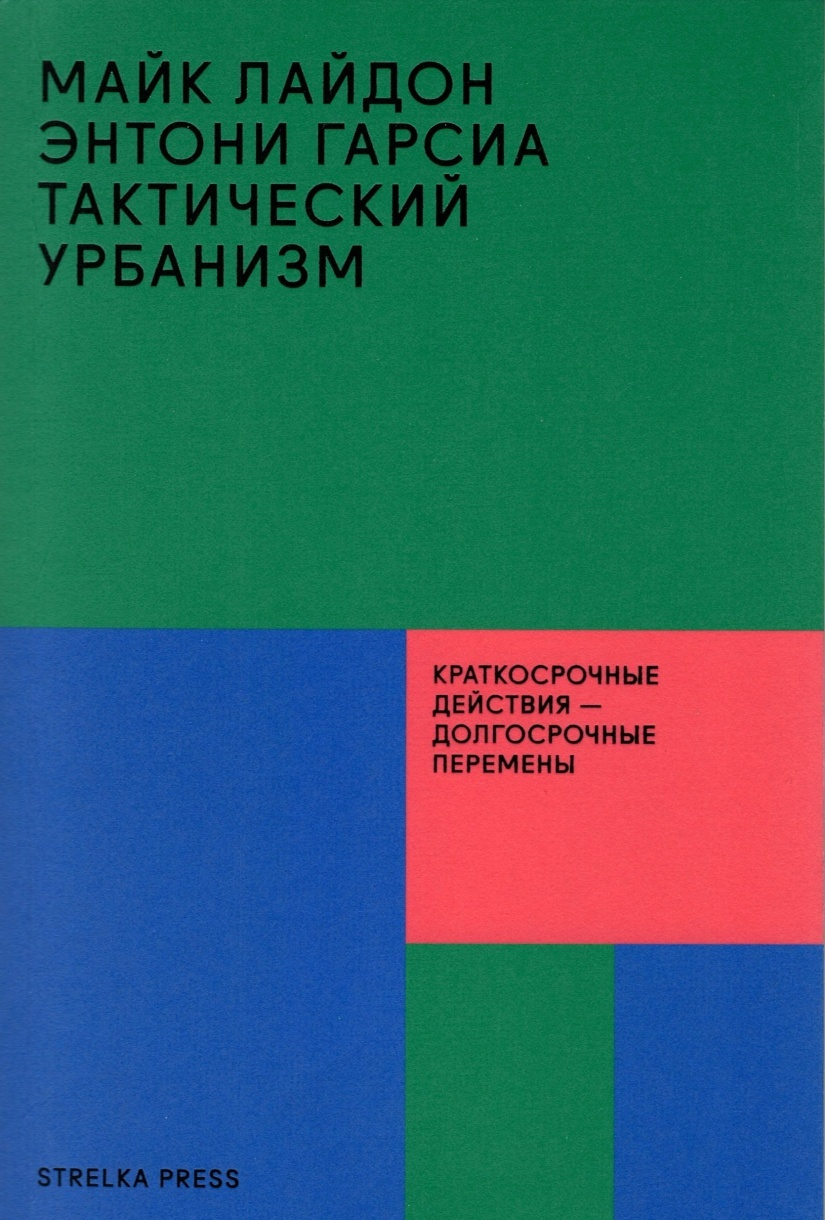 МАЙК ЛАЙДОН
ЭНТОНИ ГАРСИА
ТАКТИЧЕСКИЙ
УРБАНИЗМ
КРАТКОСРОЧНЫЕ
ДЕЙСТВИЯ —
ДОЛГОСРОЧНЫЕ
ПЕРЕМЕНЫ
STRELKA PRESS